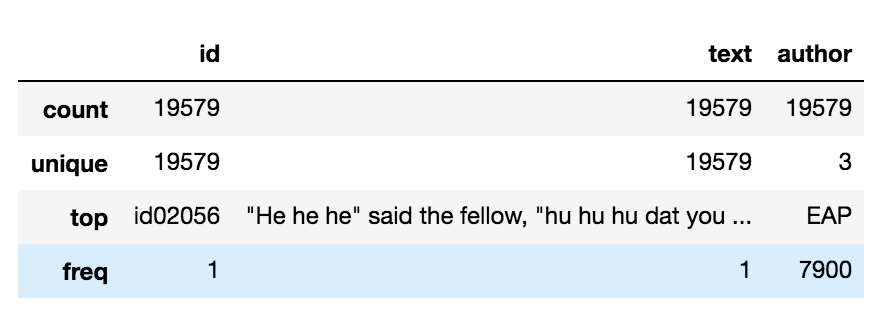 id text author
count 19579 19579 19579
unique 19579 19579 3
top id02056 "He he he" said the fellow, "hu hu hu dat you ... EAP
freq 1 1 7900